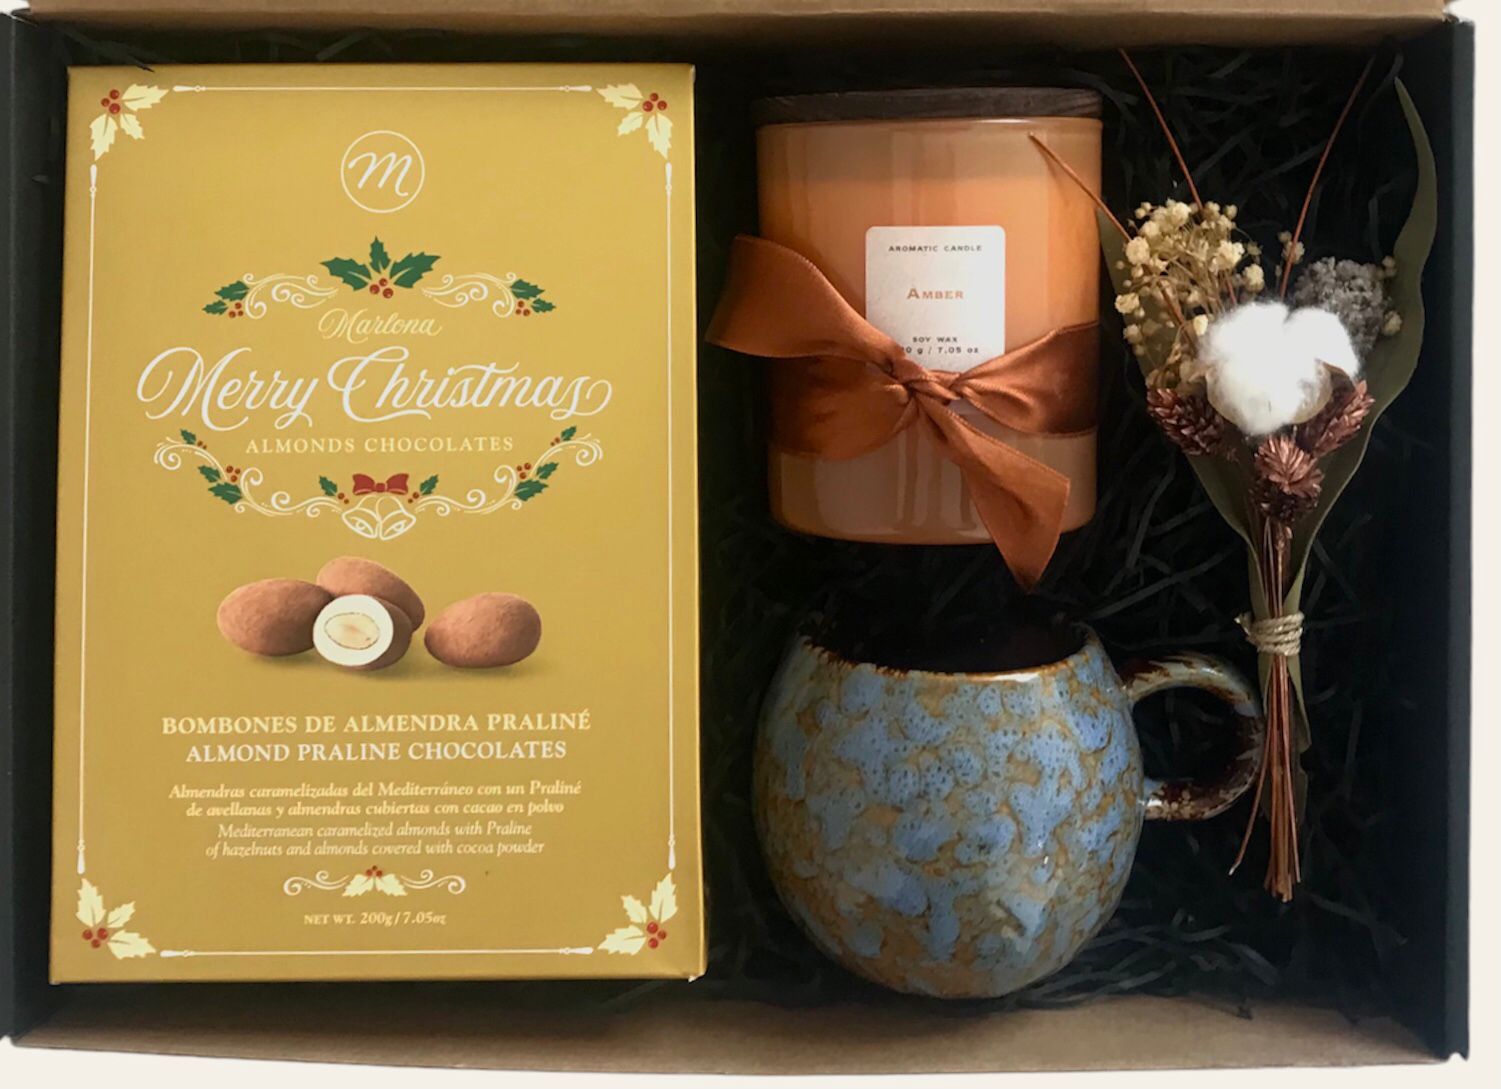 M
Marlona
Merry Christmas
ALMONDS CHOCOLATES
BOMBONES DE ALMENDRA PRALINÉ
ALMOND PRALINE CHOCOLATES
Almendras caramelizadas del Mediterráneo con un Praliné
de avellanas y almendras cubiertas con cacao en polvo
Mediterranean caramelized almonds with Praline
of hazelnuts and almonds covered with cocoa powder
NET WT. 200g / 7.05oz
AROMATIC CANDLE
AMBER
SOY WAX
0 g / 7,05 oz